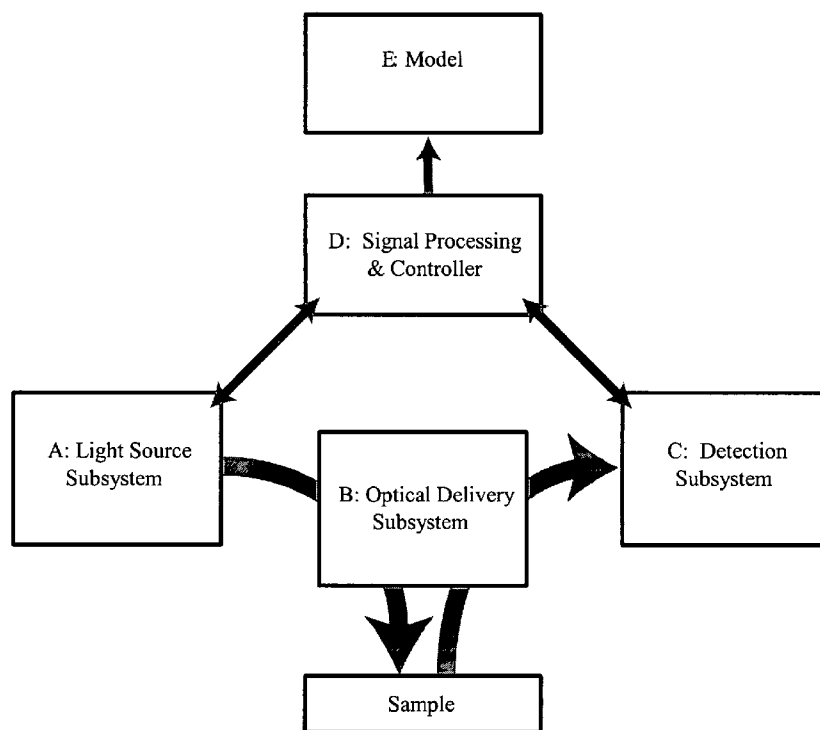 E: Model
D: Signal Processing
& Controller
A: Light Source
Subsystem
B: Optical Delivery
Subsystem
C: Detection
Subsystem
Sample